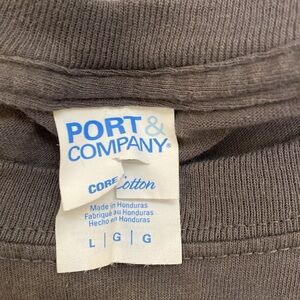 PORT &
COMPANY®
CORE Cotton
Made in Honduras
Fabriqué au Honduras
Hecho en Honduras
L | G | G